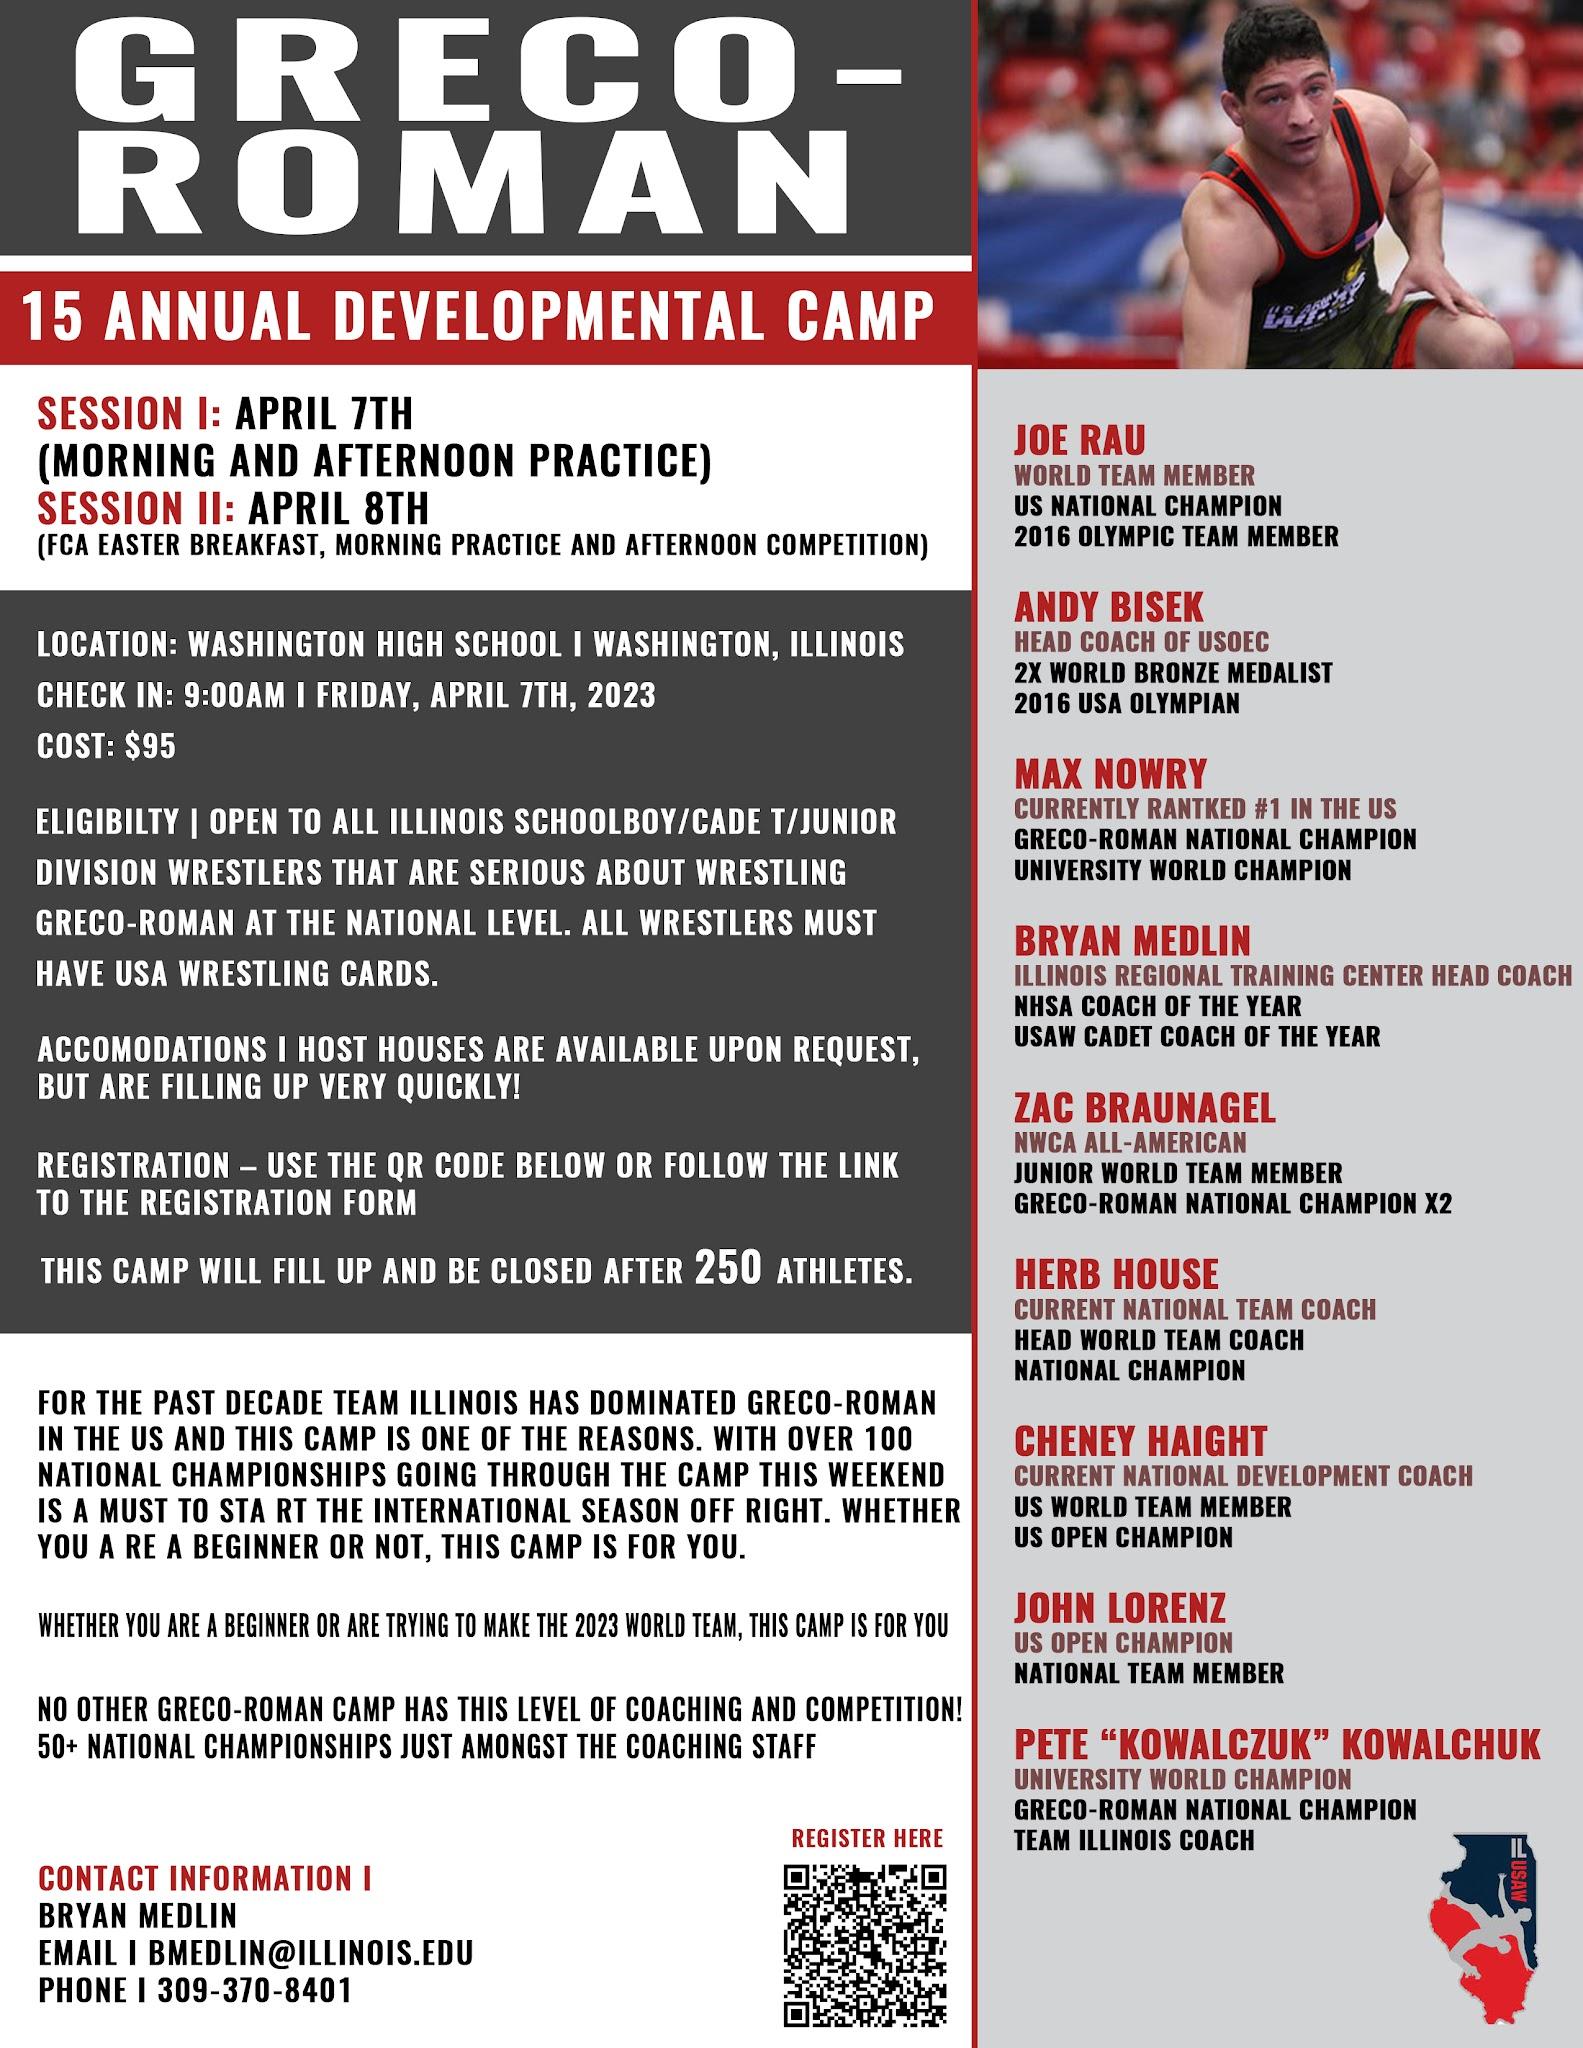 GRECO-
ROMAN
15 ANNUAL DEVELOPMENTAL CAMP
SESSION I: APRIL 7TH
(MORNING AND AFTERNOON PRACTICE)
SESSION II: APRIL 8TH
(FCA EASTER BREAKFAST, MORNING PRACTICE AND AFTERNOON COMPETITION)
LOCATION: WASHINGTON HIGH SCHOOL I WASHINGTON, ILLINOIS
CHECK IN: 9:00AM I FRIDAY, APRIL 7TH, 2023
COST: $95
ELIGIBILTY | OPEN TO ALL ILLINOIS SCHOOLBOY/CADE T/JUNIOR
DIVISION WRESTLERS THAT ARE SERIOUS ABOUT WRESTLING
GRECO-ROMAN AT THE NATIONAL LEVEL. ALL WRESTLERS MUST
HAVE USA WRESTLING CARDS.
ACCOMODATIONS I HOST HOUSES ARE AVAILABLE UPON REQUEST,
BUT ARE FILLING UP VERY QUICKLY!
REGISTRATION – USE THE QR CODE BELOW OR FOLLOW THE LINK
TO THE REGISTRATION FORM
THIS CAMP WILL FILL UP AND BE CLOSED AFTER 250 ATHLETES.
FOR THE PAST DECADE TEAM ILLINOIS HAS DOMINATED GRECO-ROMAN
IN THE US AND THIS CAMP IS ONE OF THE REASONS. WITH OVER 100
NATIONAL CHAMPIONSHIPS GOING THROUGH THE CAMP THIS WEEKEND
IS A MUST TO STA RT THE INTERNATIONAL SEASON OFF RIGHT. WHETHER
YOU A RE A BEGINNER OR NOT, THIS CAMP IS FOR YOU.
WHETHER YOU ARE A BEGINNER OR ARE TRYING TO MAKE THE 2023 WORLD TEAM, THIS CAMP IS FOR YOU
NO OTHER GRECO-ROMAN CAMP HAS THIS LEVEL OF COACHING AND COMPETITION!
50+ NATIONAL CHAMPIONSHIPS JUST AMONGST THE COACHING STAFF
REGISTER HERE
CONTACT INFORMATION I
BRYAN MEDLIN
EMAIL I BMEDLIN@ILLINOIS.EDU
PHONE I 309-370-8401
JOE RAU
WORLD TEAM MEMBER
US NATIONAL CHAMPION
2016 OLYMPIC TEAM MEMBER
ANDY BISEK
HEAD COACH OF USOEC
2X WORLD BRONZE MEDALIST
2016 USA OLYMPIAN
MAX NOWRY
CURRENTLY RANTKED #1 IN THE US
GRECO-ROMAN NATIONAL CHAMPION
UNIVERSITY WORLD CHAMPION
BRYAN MEDLIN
ILLINOIS REGIONAL TRAINING CENTER HEAD COACH
NHSA COACH OF THE YEAR
USAW CADET COACH OF THE YEAR
ZAC BRAUNAGEL
NWCA ALL-AMERICAN
JUNIOR WORLD TEAM MEMBER
GRECO-ROMAN NATIONAL CHAMPION X2
HERB HOUSE
CURRENT NATIONAL TEAM COACH
HEAD WORLD TEAM COACH
NATIONAL CHAMPION
CHENEY HAIGHT
CURRENT NATIONAL DEVELOPMENT COACH
US WORLD TEAM MEMBER
US OPEN CHAMPION
JOHN LORENZ
US OPEN CHAMPION
NATIONAL TEAM MEMBER
PETE “KOWALCZUK” KOWALCHUK
UNIVERSITY WORLD CHAMPION
GRECO-ROMAN NATIONAL CHAMPION
TEAM ILLINOIS COACH
IL
USAW